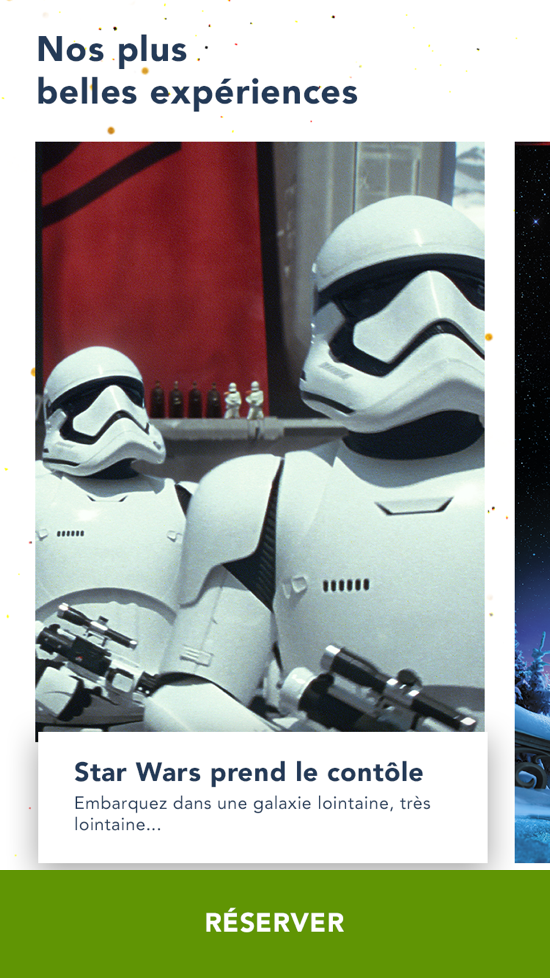 Nos plus
belles expériences
Star Wars prend le contôle
Embarquez dans une galaxie lointaine, très
lointaine...
RÉSERVER